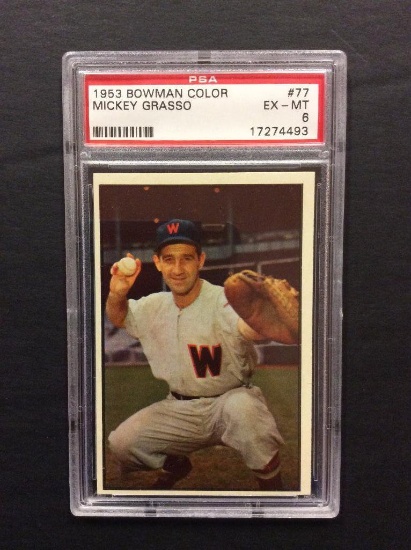 PSA
1953 BOWMAN COLOR #77
MICKEY GRASSO EX - MT
6
17274493
W
W